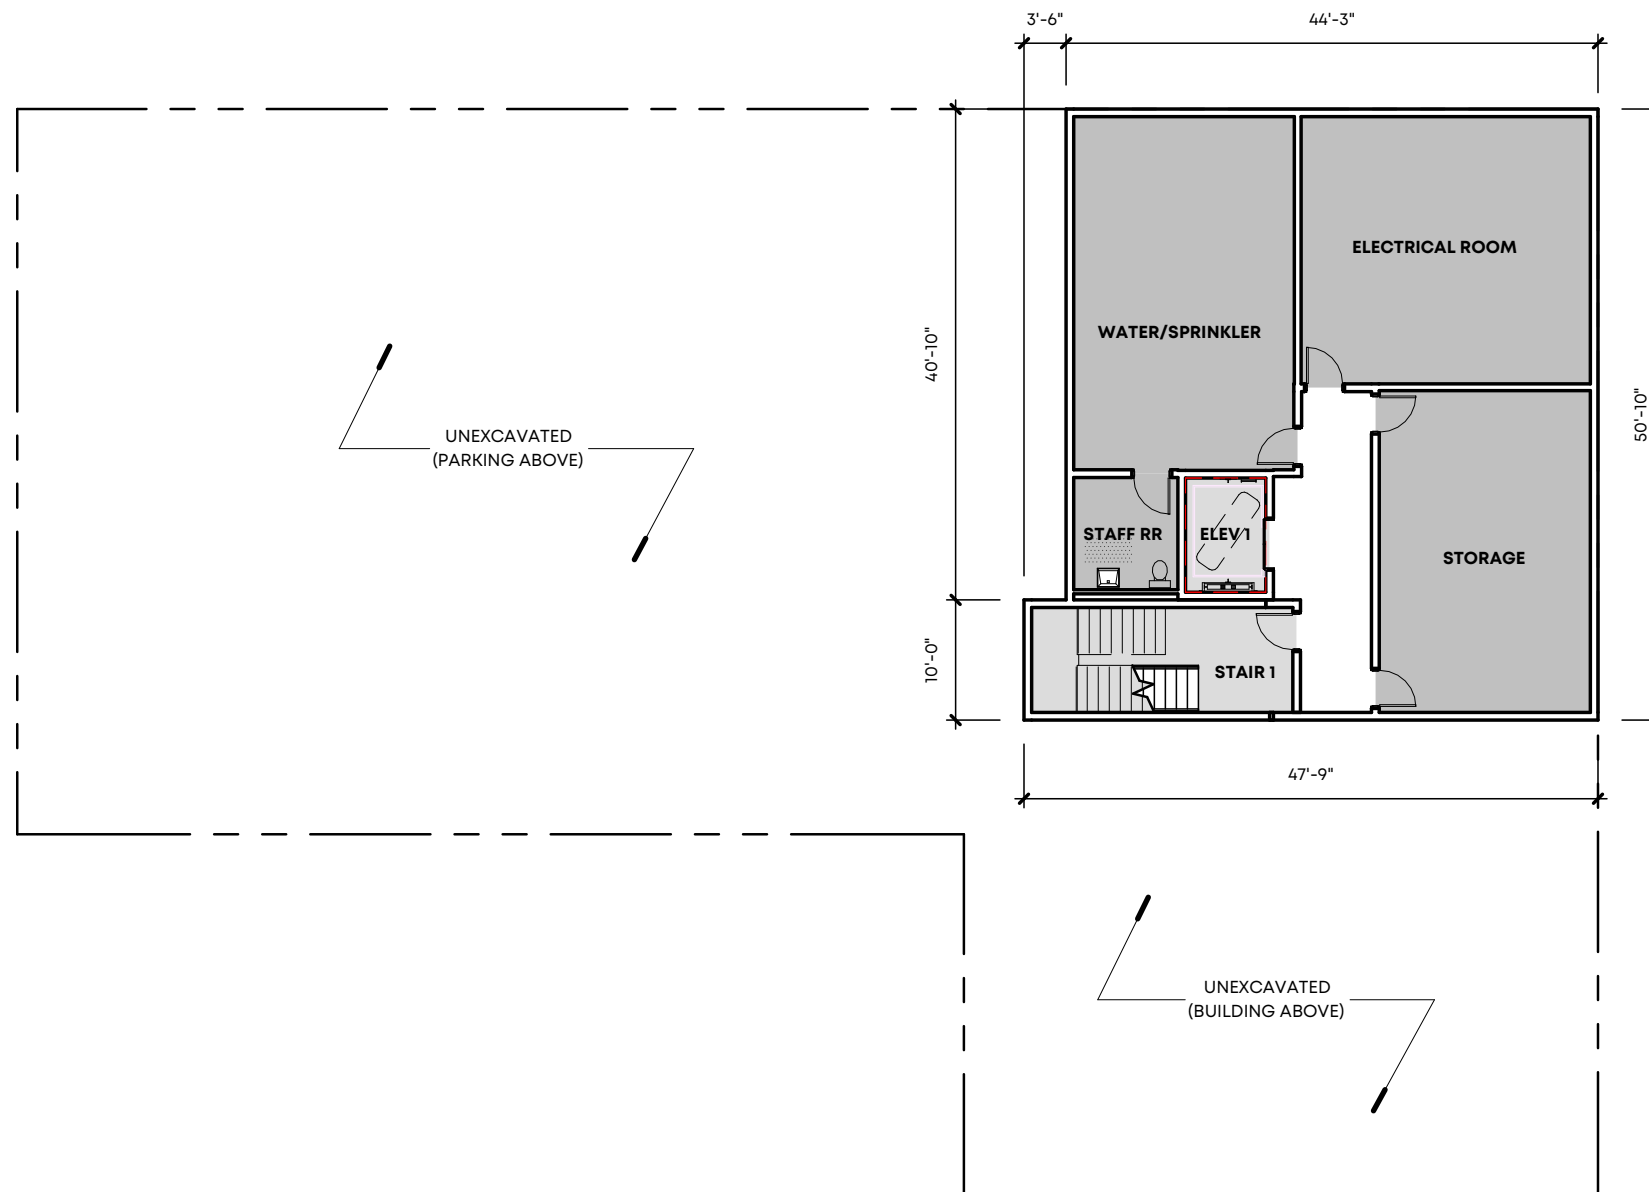 3'-6"
44'-3"
ELECTRICAL ROOM
WATER/SPRINKLER
40'-10"
50'-10"
UNEXCAVATED
(PARKING ABOVE)
STAFF RR
ELEV 1
STORAGE
10'-0"
STAIR 1
47'-9"
UNEXCAVATED
(BUILDING ABOVE)